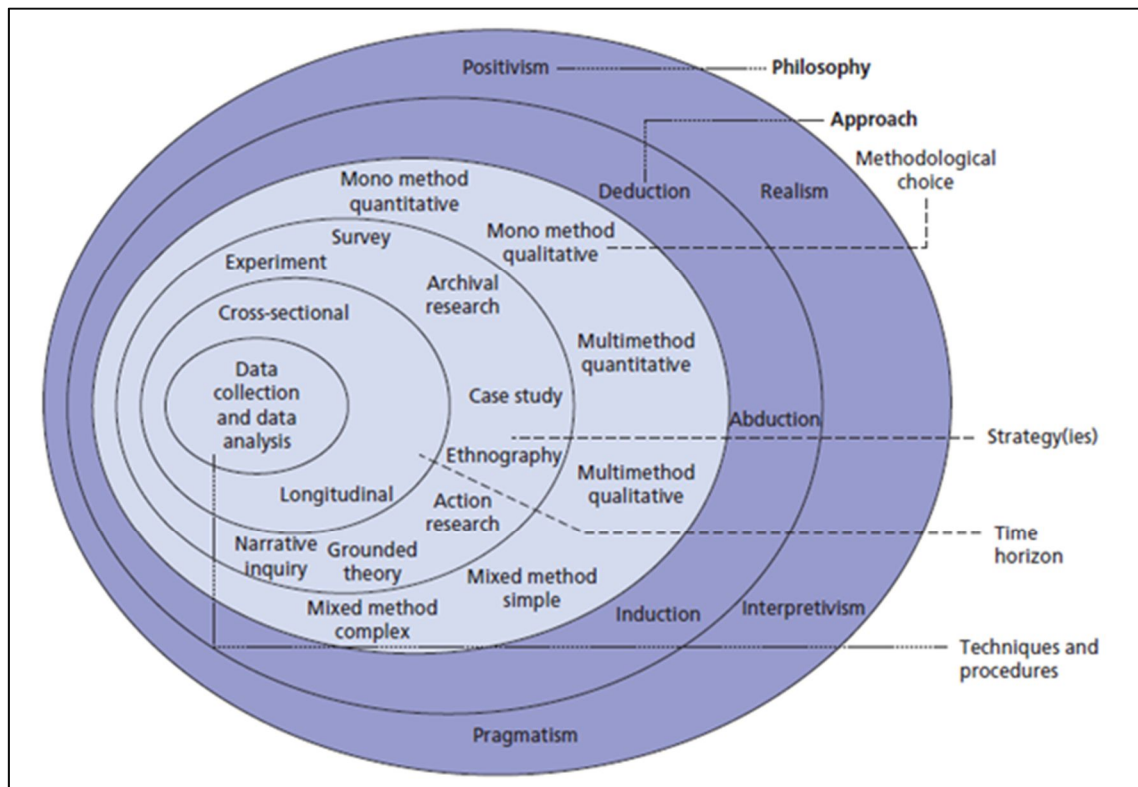 Positivism
Philosophy
Approach
Methodological
choice
Mono method
quantitative
Deduction
Realism
Survey
Mono method
qualitative
Experiment
Archival
research
Cross-sectional
Multimethod
quantitative
Data
collection
and data
analysis
Case study
Abduction
Strategy(ies)
Ethnography
Multimethod
qualitative
Longitudinal
Action
research
Time
horizon
Narrative
inquiry
Grounded
theory
Mixed method
simple
Mixed method
complex
Induction
Interpretivism
Techniques and
procedures
Pragmatism